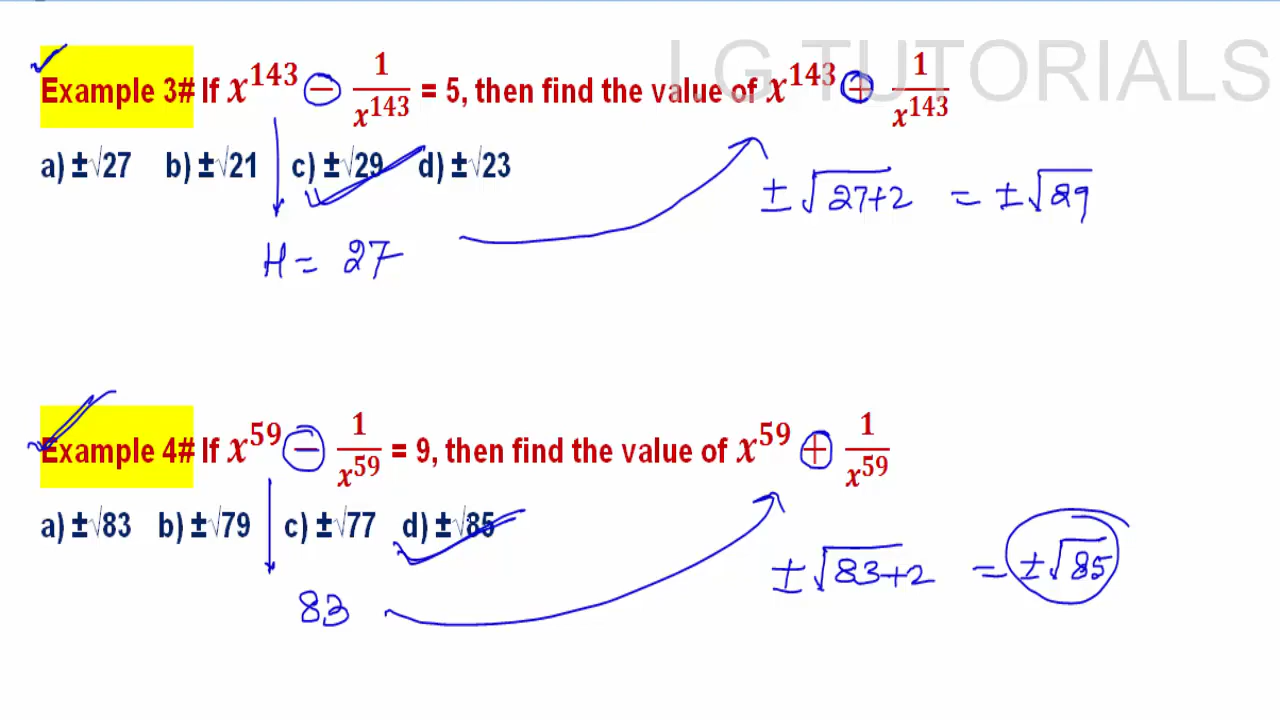 L G TUTORIALS
Example 3# If x^143 − 1/x^143 = 5, then find the value of x^143 + 1/x^143
a) ±√27 b) ±√21 c) ±√29 d) ±√23
± √27+2 = ±√29
H = 27
Example 4# If x^59 − 1/x^59 = 9, then find the value of x^59 + 1/x^59
a) ±√83 b) ±√79 c) ±√77 d) ±√85
± √83+2 = ±√85
83